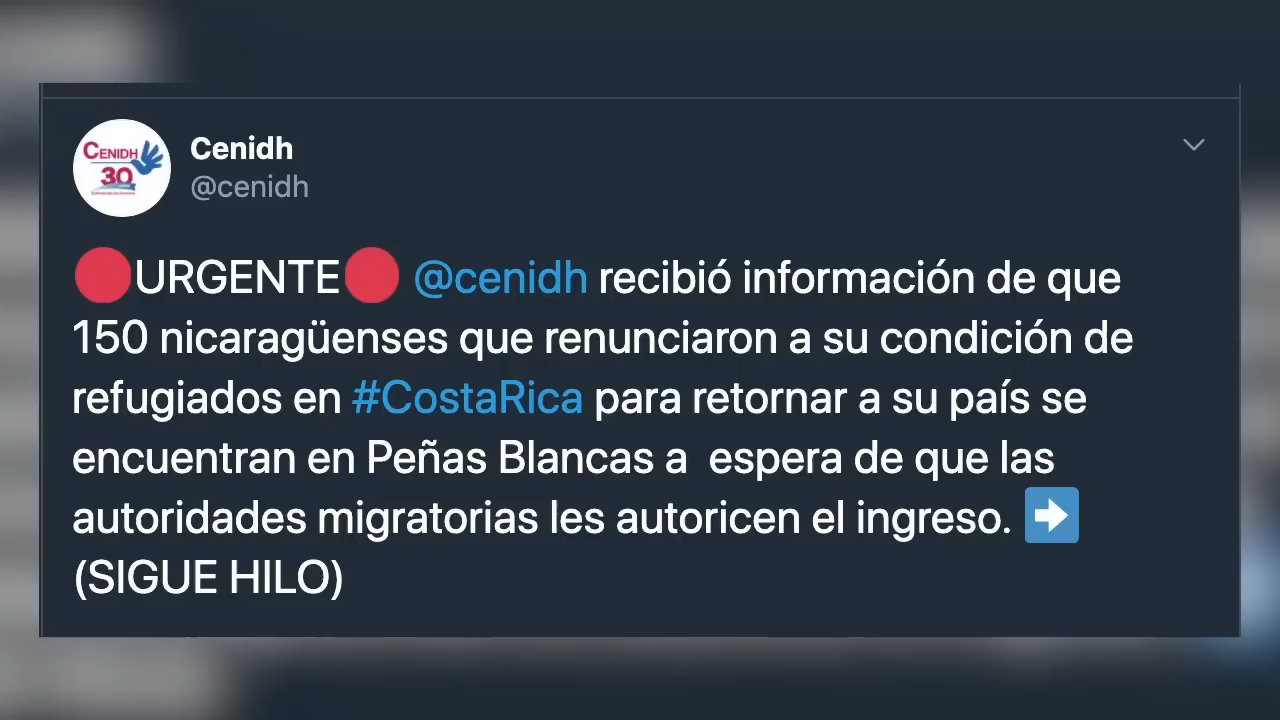 CENIDH
30
Cenidh
@cenidh
🔴URGENTE🔴 @cenidh recibió información de que
150 nicaragüenses que renunciaron a su condición de
refugiados en #CostaRica para retornar a su país se
encuentran en Peñas Blancas a  espera de que las
autoridades migratorias les autoricen el ingreso. ➡️
(SIGUE HILO)